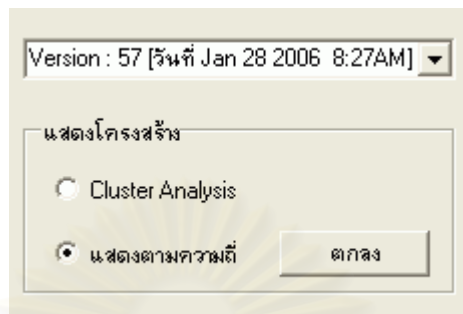 Version : 57 [วันที่ Jan 28 2006  8:27AM]
แสดงโครงสร้าง
Cluster Analysis
แสดงตามความถี่
ตกลง